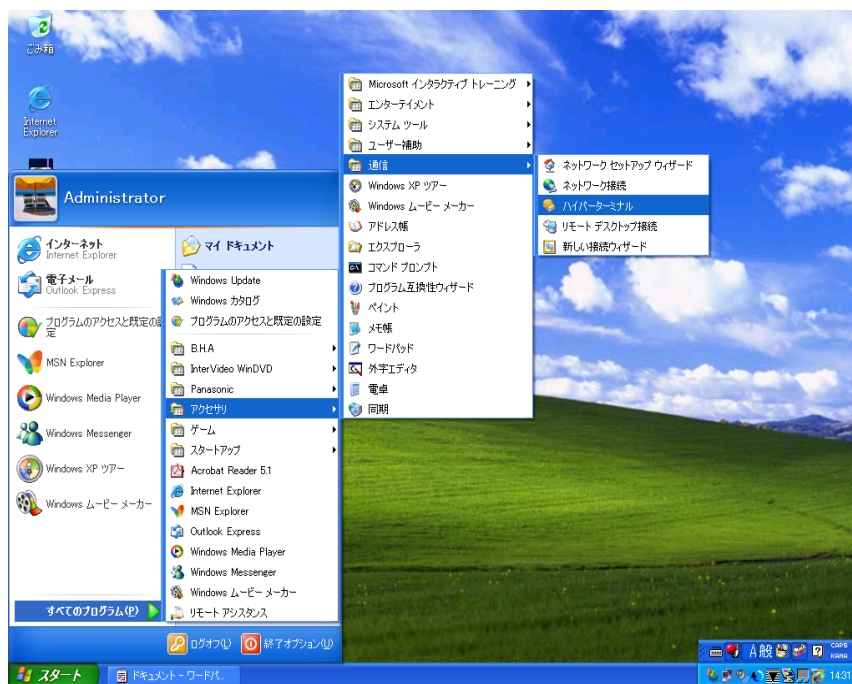 ごみ箱
Internet
Explorer
Administrator
インターネット
Internet Explorer
電子メール
Outlook Express
プログラムのアクセスと既定の設
定
MSN Explorer
Windows Media Player
Windows Messenger
Windows XP ツアー
Windows ムービー メーカー
すべてのプログラム(P)
マイ ドキュメント
Windows Update
Windows カタログ
プログラムのアクセスと既定の設定
B.H.A
InterVideo WinDVD
Panasonic
アクセサリ
ゲーム
スタートアップ
Acrobat Reader 5.1
Internet Explorer
MSN Explorer
Outlook Express
Windows Media Player
Windows Messenger
Windows ムービー メーカー
リモート アシスタンス
Microsoft インタラクティブ トレーニング
エンターテイメント
システム ツール
ユーザー補助
通信
Windows XP ツアー
Windows ムービー メーカー
アドレス帳
エクスプローラ
コマンド プロンプト
プログラム互換性ウィザード
ペイント
メモ帳
ワードパッド
外字エディタ
電卓
同期
ネットワーク セットアップ ウィザード
ネットワーク接続
ハイパーターミナル
リモート デスクトップ接続
新しい接続ウィザード
ログオフ(L)
終了オプション(U)
スタート
ドキュメント - ワードパ...
A 般
CAPS
KANA
14:31